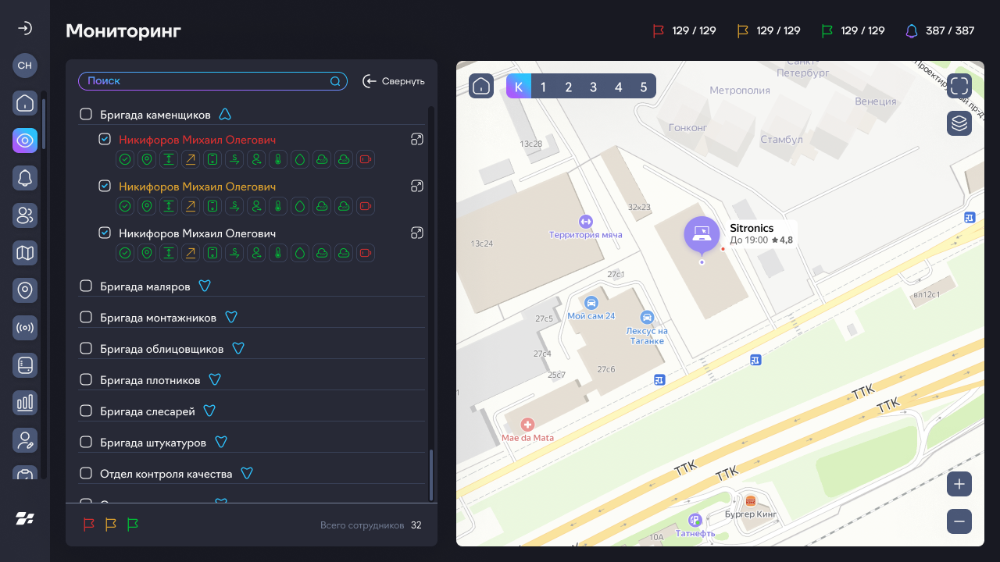 Мониторинг
129 / 129
129 / 129
129 / 129
387 / 387
СН
Поиск
Свернуть
Бригада каменщиков
Никифоров Михаил Олегович
Никифоров Михаил Олегович
Никифоров Михаил Олегович
Бригада маляров
Бригада монтажников
Бригада облицовщиков
Бригада плотников
Бригада слесарей
Бригада штукатуров
Отдел контроля качества
Всего сотрудников 32
К 1 2 3 4 5
Санкт-
Петербург
Метрополия
Венеция
Гонконг
Стамбул
Проектируемый пр-д
13с28
32к23
Территория мяча
13с24
Sitronics
До 19:00 ★4,8
27с1
вл12с1
Мой сам 24
27с5
Лексус на
Таганке
27с4
27с6
25с7
ТТК
ТТК
Mae da Mata
ТТК
ТТК
Бургер Кинг
Татнефть
10А